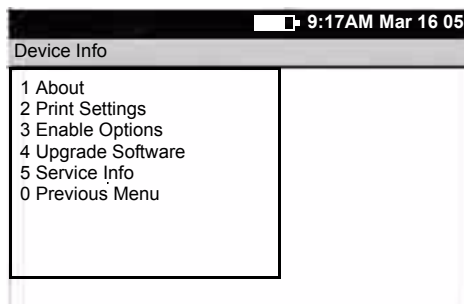 9:17AM Mar 16 05
Device Info
1 About
2 Print Settings
3 Enable Options
4 Upgrade Software
5 Service Info
0 Previous Menu